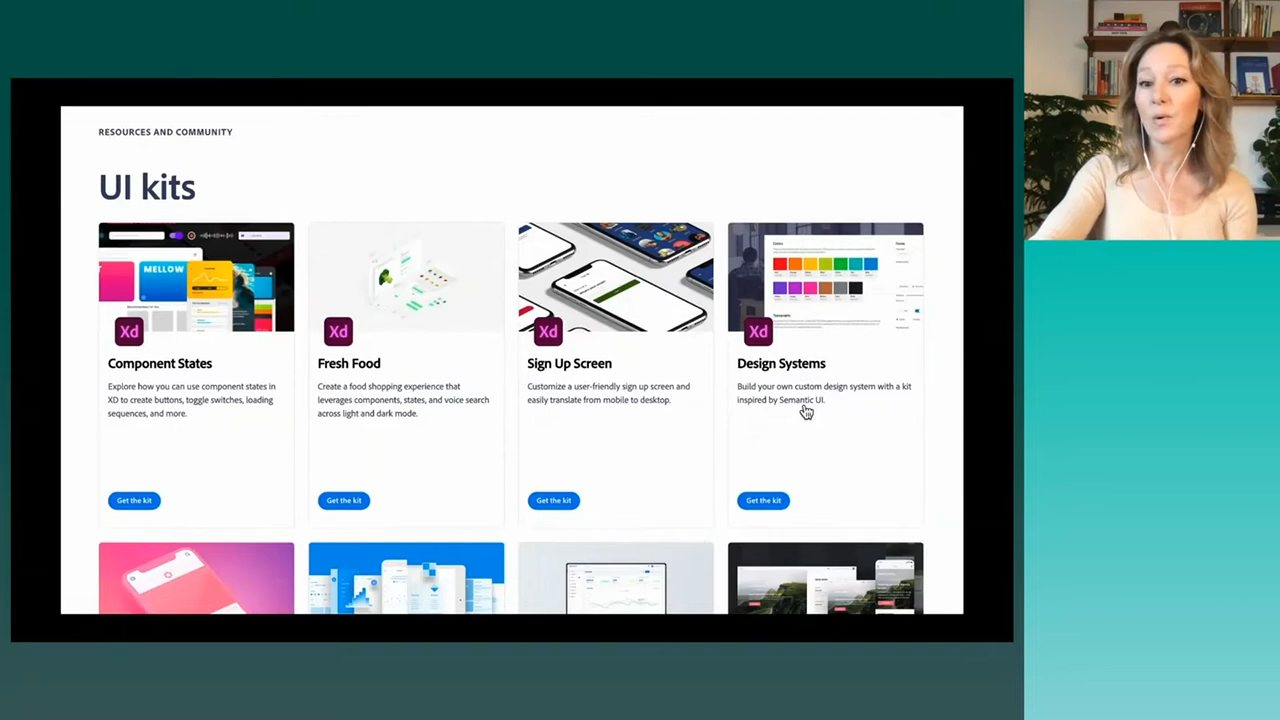 RESOURCES AND COMMUNITY
UI kits
MELLOW
Xd
Xd
Xd
Xd
Component States
Explore how you can use component states in
XD to create buttons, toggle switches, loading
sequences, and more.
Get the kit
Fresh Food
Create a food shopping experience that
leverages components, states, and voice search
across light and dark mode.
Get the kit
Sign Up Screen
Customize a user-friendly sign up screen and
easily translate from mobile to desktop.
Get the kit
Design Systems
Build your own custom design system with a kit
inspired by Semantic UI.
Get the kit